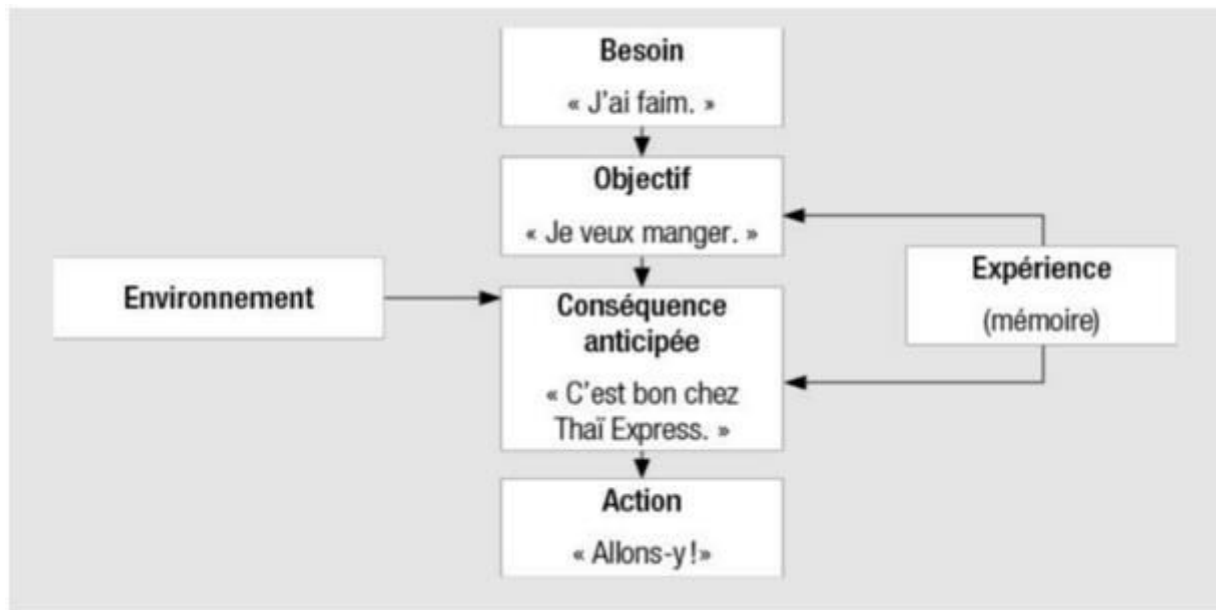 Besoin
« J'ai faim. »
Objectif
« Je veux manger. »
Environnement
Conséquence
anticipée
« C'est bon chez
Thaï Express. »
Expérience
(mémoire)
Action
« Allons-y !»